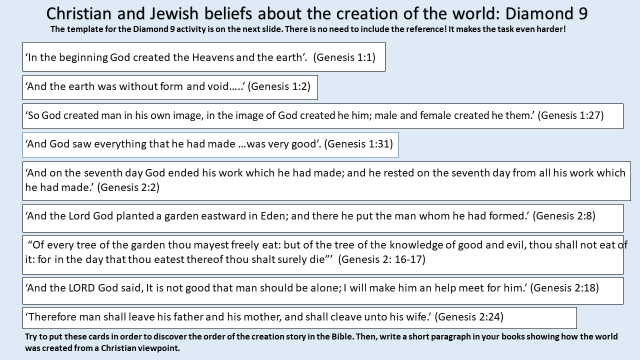 Christian and Jewish beliefs about the creation of the world: Diamond 9
The template for the Diamond 9 activity is on the next slide. There is no need to include the reference! It makes the task even harder!
‘In the beginning God created the Heavens and the earth’. (Genesis 1:1)
‘And the earth was without form and void…..’ (Genesis 1:2)
‘So God created man in his own image, in the image of God created he him; male and female created he them.’ (Genesis 1:27)
‘And God saw everything that he had made …was very good’. (Genesis 1:31)
‘And on the seventh day God ended his work which he had made; and he rested on the seventh day from all his work which
he had made.’ (Genesis 2:2)
‘And the Lord God planted a garden eastward in Eden; and there he put the man whom he had formed.’ (Genesis 2:8)
“Of every tree of the garden thou mayest freely eat: but of the tree of the knowledge of good and evil, thou shall not eat of
it: for in the day that thou eatest thereof thou shalt surely die”’ (Genesis 2: 16-17)
‘And the LORD God said, It is not good that man should be alone; I will make him an help meet for him.’ (Genesis 2:18)
‘Therefore man shall leave his father and his mother, and shall cleave unto his wife.’ (Genesis 2:24)
Try to put these cards in order to discover the order of the creation story in the Bible. Then, write a short paragraph in your books showing how the world
was created from a Christian viewpoint.